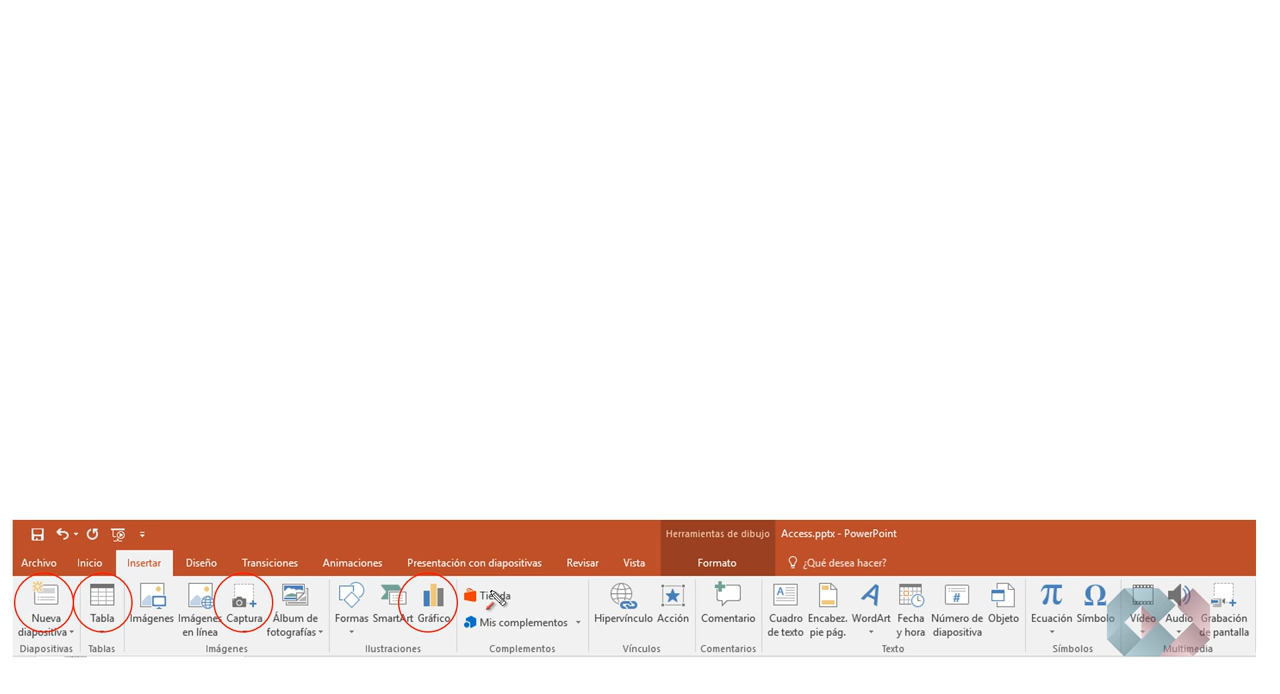 Herramientas de dibujo Access.pptx - PowerPoint
Archivo Inicio Insertar Diseño Transiciones Animaciones Presentación con diapositivas Revisar Vista Formato ¿Qué desea hacer?
Nueva diapositiva
Tabla
Imágenes
Imágenes en línea
Captura
Álbum de fotografías
Formas
SmartArt
Gráfico
Tienda
Mis complementos
Hipervínculo
Acción
Comentario
Cuadro de texto
Encabez. pie pág.
WordArt
Fecha y hora
Número de diapositiva
Objeto
Ecuación
Símbolo
Vídeo
Audio
Grabación de pantalla
Diapositivas Tablas Imágenes Ilustraciones Complementos Vínculos Comentarios Texto Símbolos Multimedia